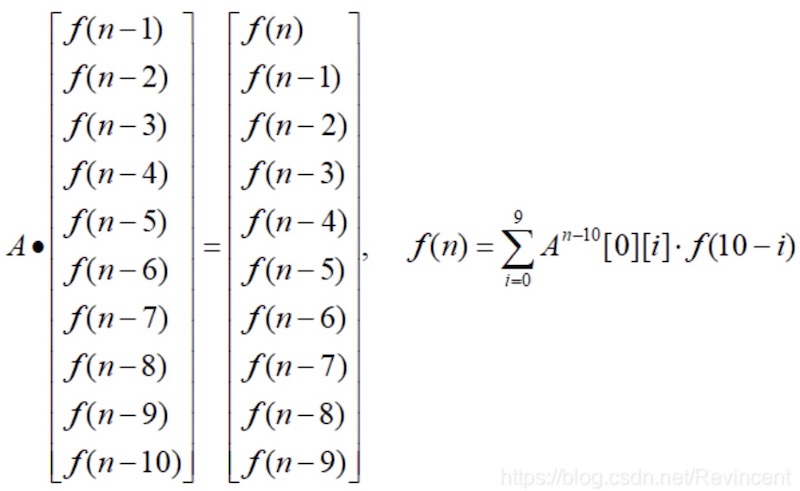 A • [f(n−1) f(n−2) f(n−3) f(n−4) f(n−5) f(n−6) f(n−7) f(n−8) f(n−9) f(n−10)] = [f(n) f(n−1) f(n−2) f(n−3) f(n−4) f(n−5) f(n−6) f(n−7) f(n−8) f(n−9)], f(n) = ∑_{i=0}^{9} A^{n−10}[0][i]·f(10−i)
https://blog.csdn.net/Revincent